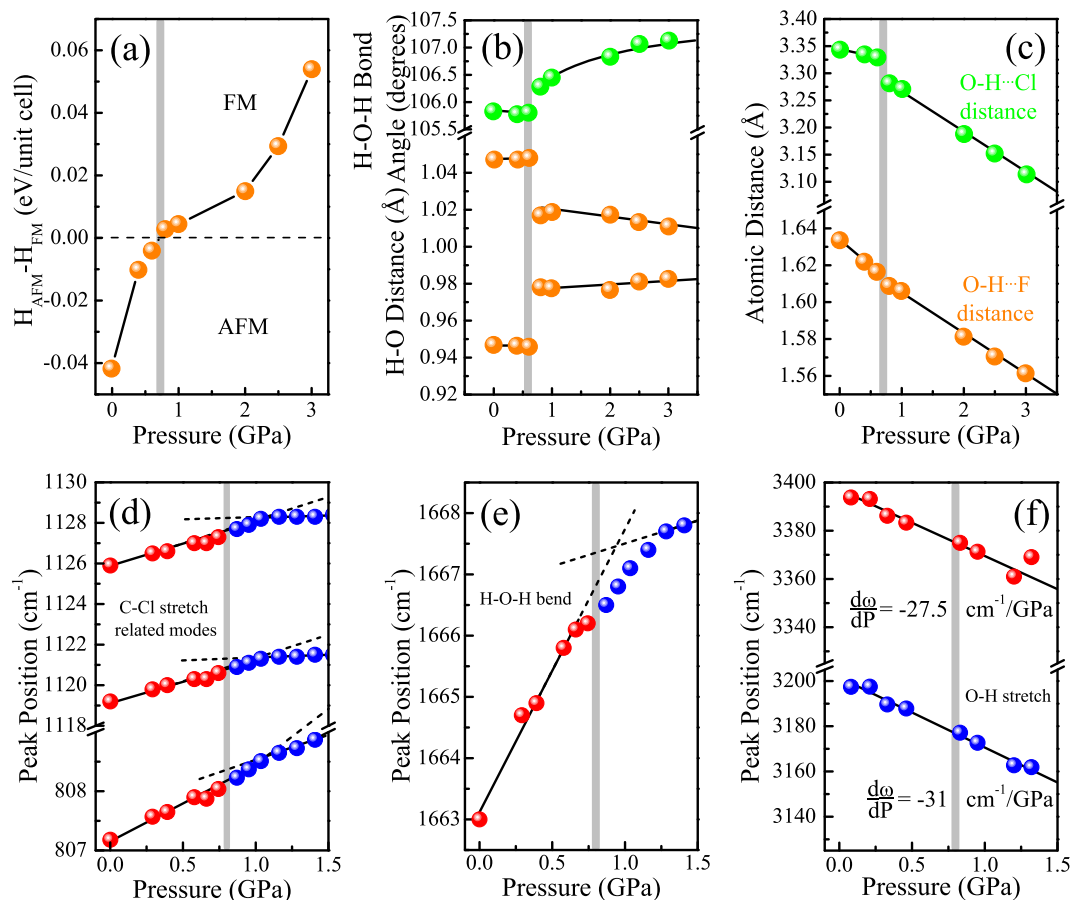 (a)
FM
AFM
H_AFM-H_FM (eV/unit cell)
0.06
0.04
0.02
0.00
-0.02
-0.04
0 1 2 3
Pressure (GPa)
(b)
H-O-H Bond
H-O Distance (Å) Angle (degrees)
107.5
107.0
106.5
106.0
105.5
1.04
1.02
1.00
0.98
0.96
0.94
0.92
0 1 2 3
Pressure (GPa)
(c)
O-H···Cl
distance
O-H···F
distance
Atomic Distance (Å)
3.40
3.35
3.30
3.25
3.20
3.15
3.10
1.64
1.60
1.56
0 1 2 3
Pressure (GPa)
(d)
C-Cl stretch
related modes
Peak Position (cm⁻¹)
1130
1128
1126
1124
1122
1120
1118
808
807
0.0 0.5 1.0 1.5
Pressure (GPa)
(e)
H-O-H bend
Peak Position (cm⁻¹)
1668
1667
1666
1665
1664
1663
0.0 0.5 1.0 1.5
Pressure (GPa)
(f)
dω/dP = -27.5 cm⁻¹/GPa
O-H stretch
dω/dP = -31 cm⁻¹/GPa
Peak Position (cm⁻¹)
3400
3380
3360
3340
3200
3180
3160
3140
0.0 0.5 1.0 1.5
Pressure (GPa)